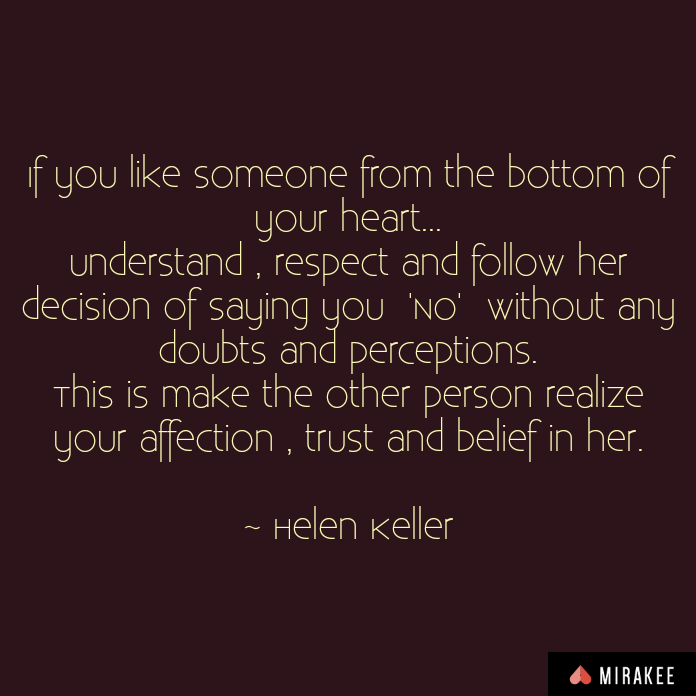 If you like someone from the bottom of
your heart...
understand , respect and follow her
decision of saying you 'NO' without any
doubts and perceptions.
This is make the other person realize
your affection , trust and belief in her.
~ Helen Keller
MIRAKEE